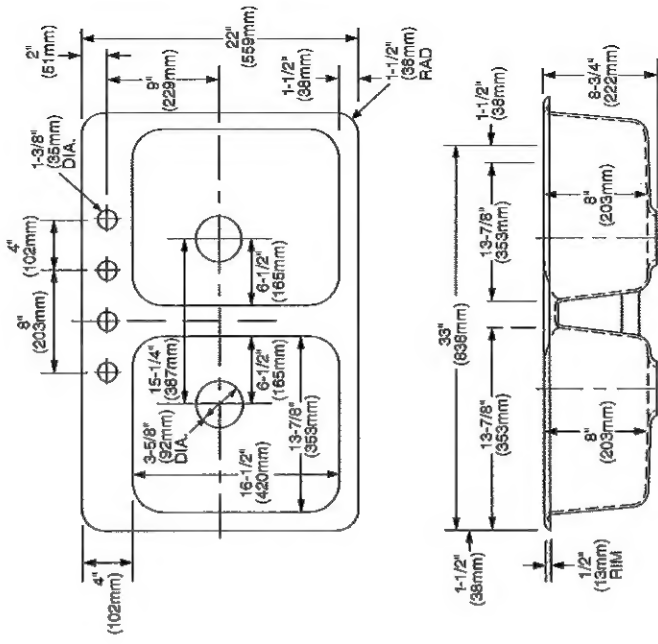 2"
(51mm)
9"
(229mm)
22"
(559mm)
1-1/2"
(38mm)
1-1/2"
(38mm)
RAD
1-3/8"
(35mm)
DIA.
4"
(102mm)
8"
(203mm)
6-1/2"
(165mm)
15-1/4"
(387mm)
6-1/2"
(165mm)
3-5/8"
(92mm)
DIA.
16-1/2"
(420mm)
13-7/8"
(353mm)
4"
(102mm)
8-3/4"
(222mm)
1-1/2"
(38mm)
8"
(203mm)
13-7/8"
(353mm)
33"
(838mm)
13-7/8"
(353mm)
8"
(203mm)
1-1/2"
(38mm)
1/2"
(13mm)
RIM